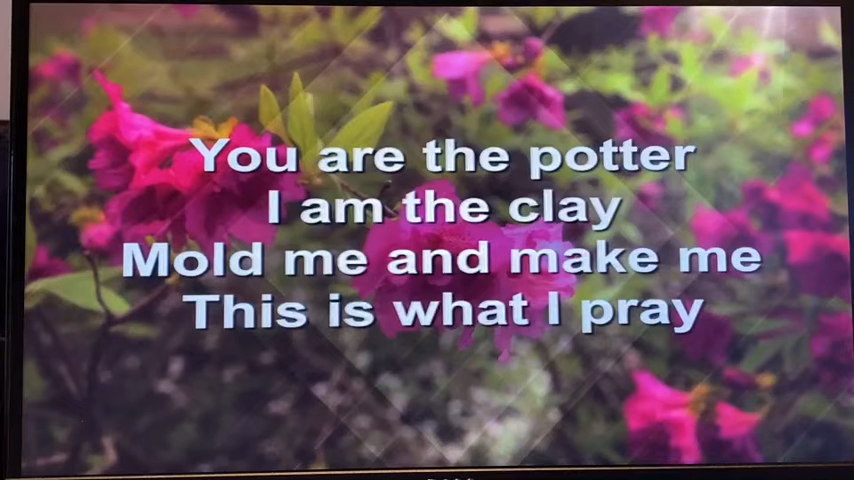 You are the potter
I am the clay
Mold me and make me
This is what I pray